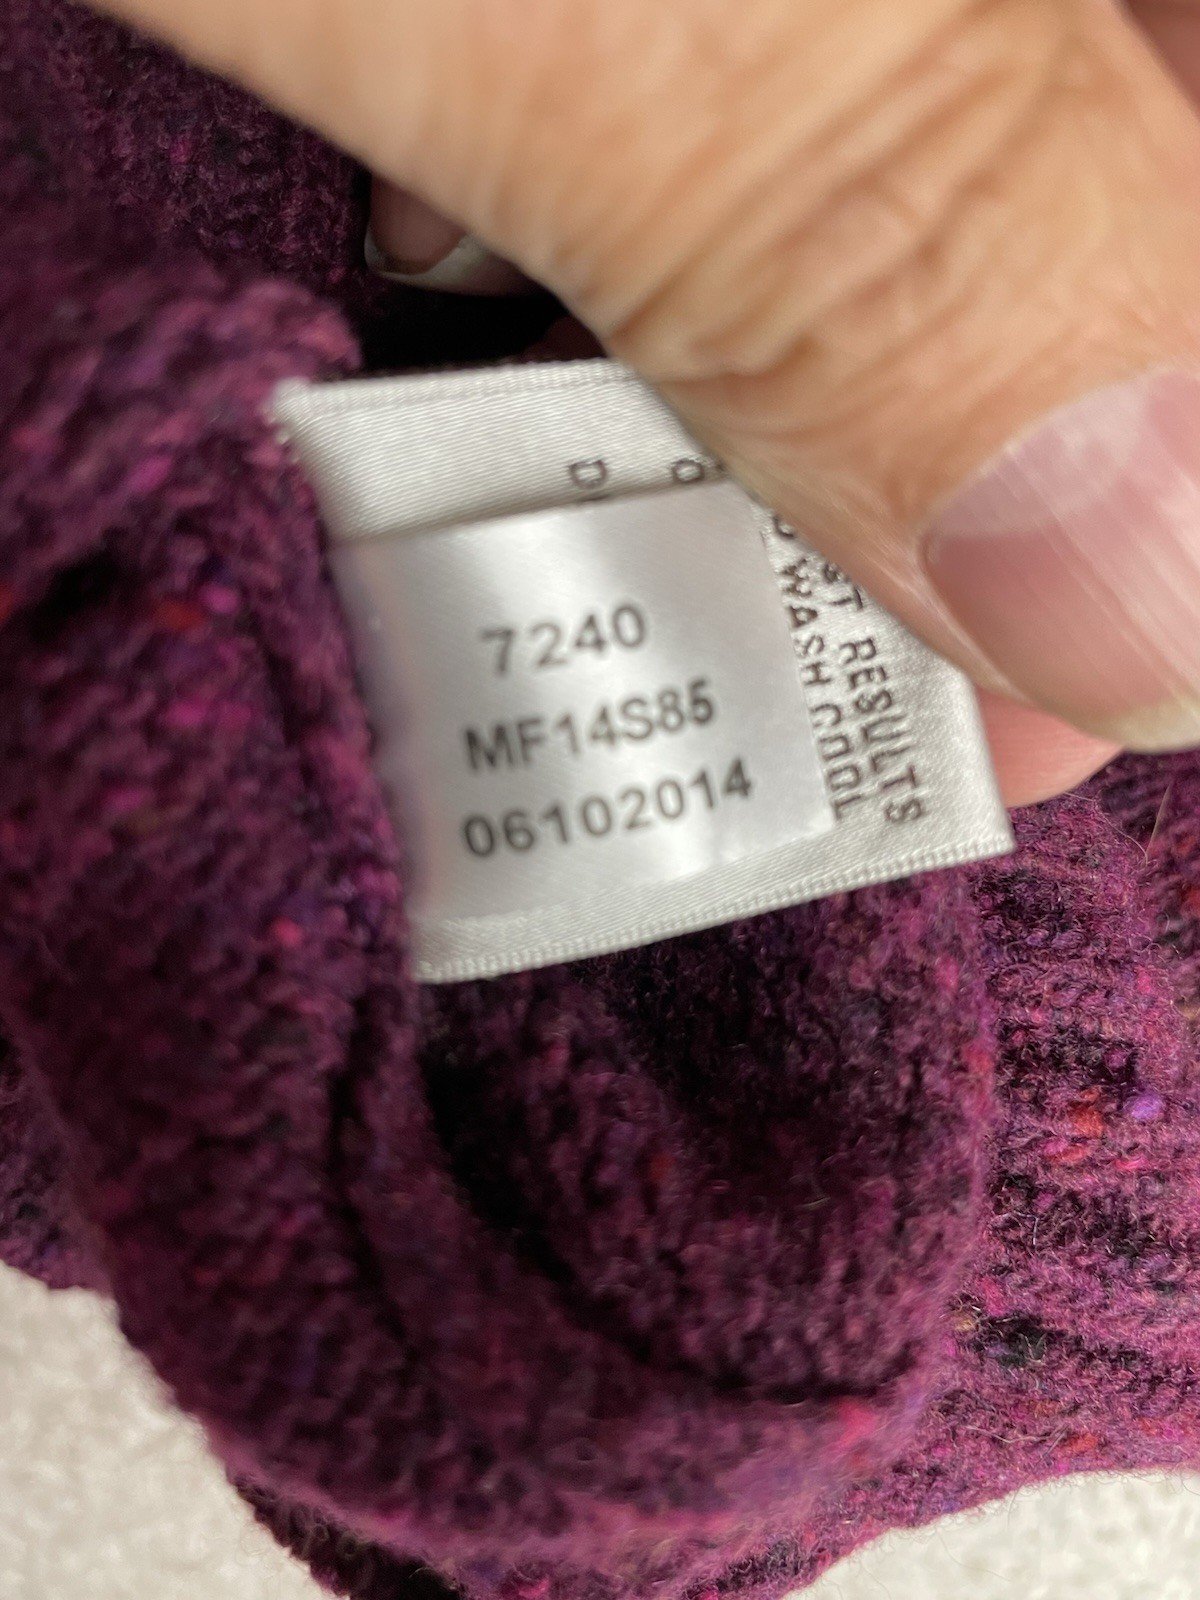 7240
MF14S85
06102014
WASH COOL
ST RESULTS